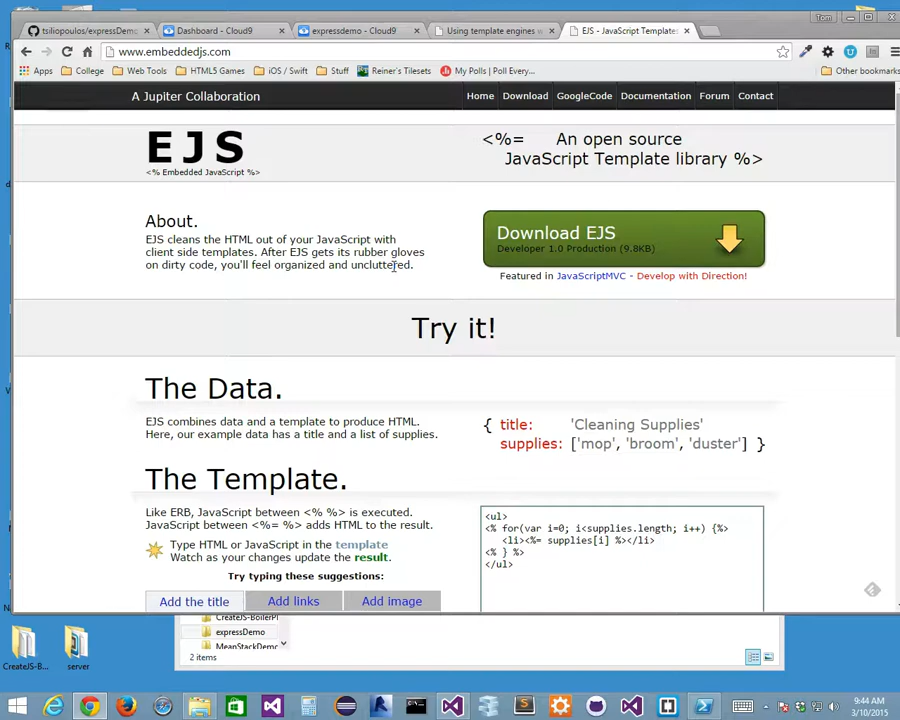 Tom
tsiliopoulos/expressDemo
Dashboard - Cloud9
expressdemo - Cloud9
Using template engines w
EJS - JavaScript Template
www.embeddedjs.com
Apps
College
Web Tools
HTML5 Games
iOS / Swift
Stuff
Reiner's Tilesets
My Polls | Poll Every...
Other bookmarks
A Jupiter Collaboration
Home
Download
GoogleCode
Documentation
Forum
Contact
EJS
<% Embedded JavaScript %>
<%= An open source
JavaScript Template library %>
About.
EJS cleans the HTML out of your JavaScript with
client side templates. After EJS gets its rubber gloves
on dirty code, you'll feel organized and uncluttered.
Download EJS
Developer 1.0 Production (9.8KB)
Featured in JavaScriptMVC - Develop with Direction!
Try it!
The Data.
EJS combines data and a template to produce HTML.
Here, our example data has a title and a list of supplies.
{ title: 'Cleaning Supplies'
supplies: ['mop', 'broom', 'duster'] }
The Template.
Like ERB, JavaScript between <% %> is executed.
JavaScript between <%= %> adds HTML to the result.
Type HTML or JavaScript in the template
Watch as your changes update the result.
Try typing these suggestions:
Add the title
Add links
Add image
<ul>
<% for(var i=0; i<supplies.length; i++) {%>
<li><%= supplies[i] %></li>
<% } %>
</ul>
CreateJS-BoilerPl
expressDemo
MeanStackDemo
2 items
CreateJS-B...
server
9:44 AM
3/10/2015